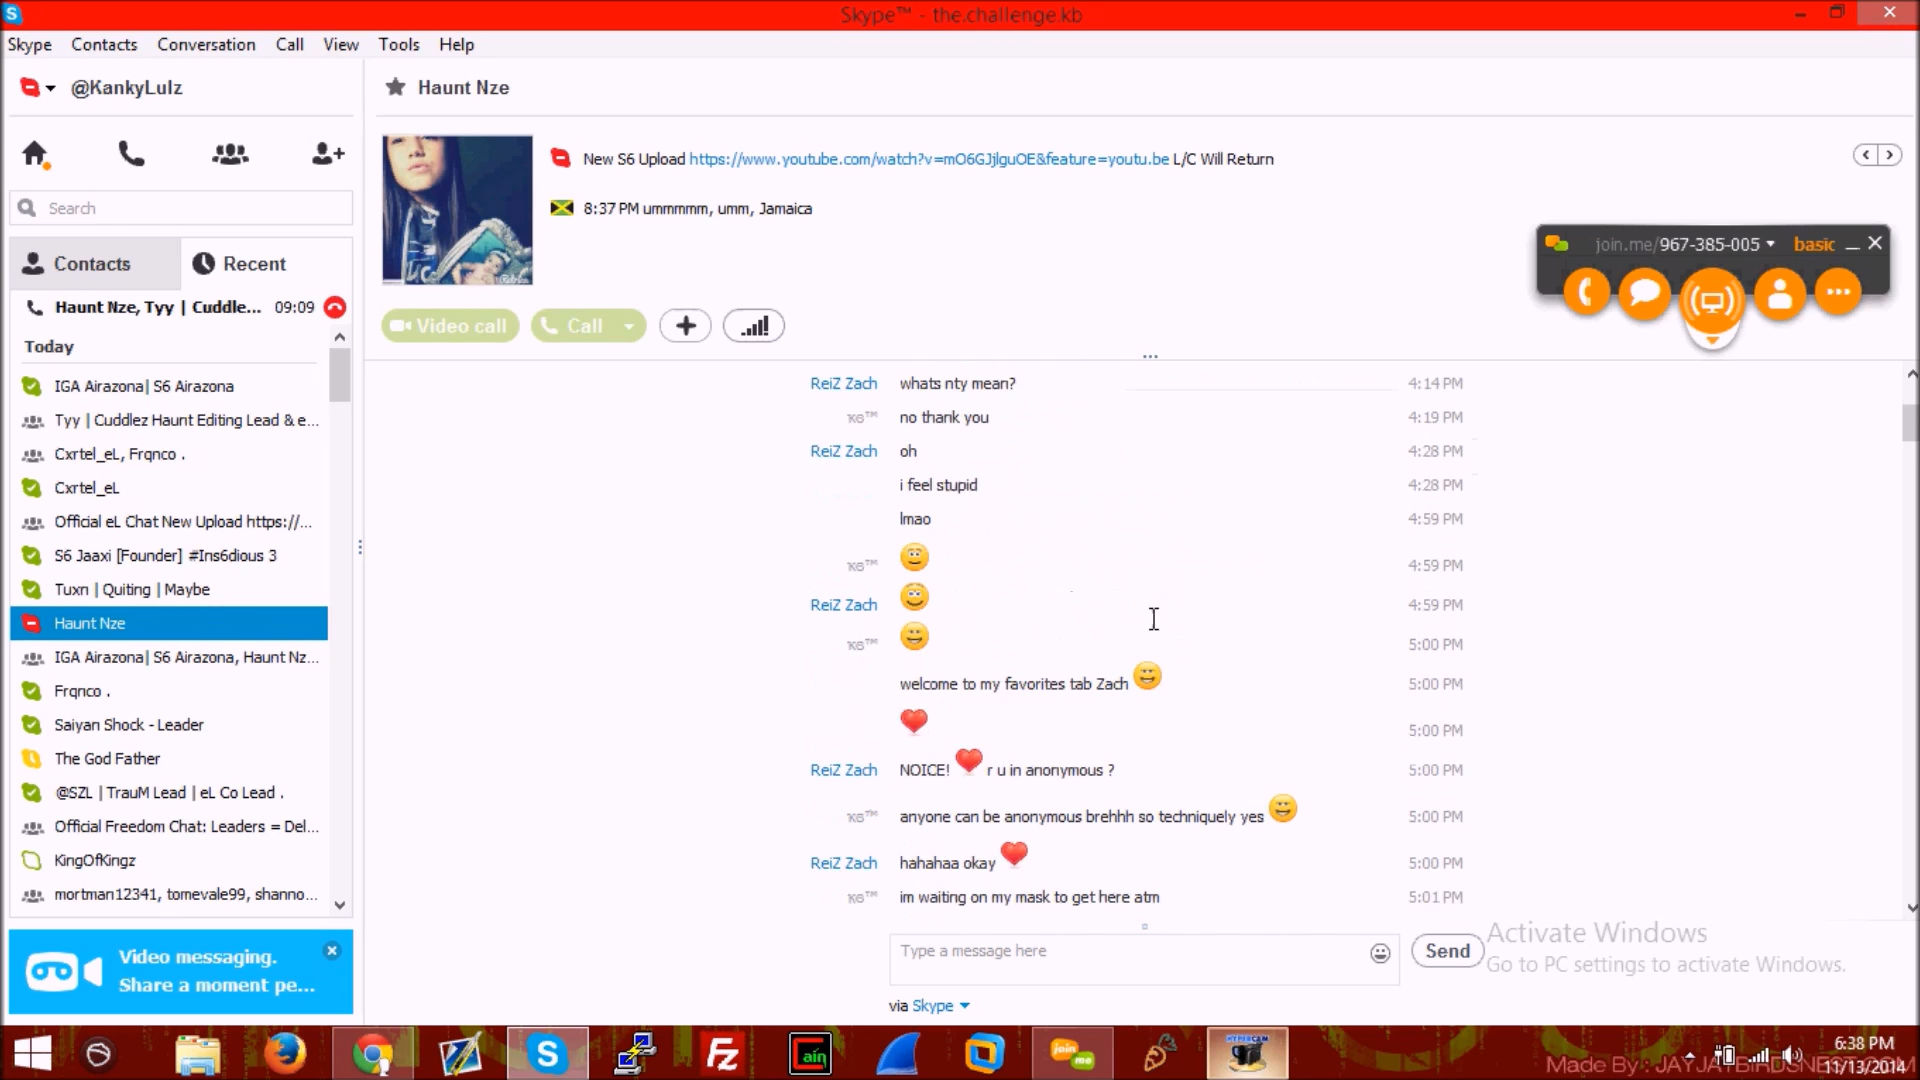 Skype™ - the.challenge.kb
Skype Contacts Conversation Call View Tools Help
@KankyLulz
Haunt Nze
New S6 Upload https://www.youtube.com/watch?v=mO6GJjlguOE&feature=youtu.be L/C Will Return
8:37 PM ummmmm, umm, Jamaica
Search
join.me/967-385-005 basic
Contacts Recent
Haunt Nze, Tyy | Cuddle... 09:09
Video call Call
Today
IGA Airazona| S6 Airazona
Tyy | Cuddlez Haunt Editing Lead & e...
Cxrtel_eL, Frqnco .
Cxrtel_eL
Official eL Chat New Upload https://...
S6 Jaaxi [Founder] #Ins6dious 3
Tuxn | Quiting | Maybe
Haunt Nze
IGA Airazona| S6 Airazona, Haunt Nz...
Frqnco .
Saiyan Shock - Leader
The God Father
@SZL | TrauM Lead | eL Co Lead .
Official Freedom Chat: Leaders = Del...
KingOfKingz
mortman12341, tomevale99, shanno...
Video messaging.
Share a moment pe...
ReiZ Zach whats nty mean? 4:14 PM
no thank you 4:19 PM
ReiZ Zach oh 4:28 PM
i feel stupid 4:28 PM
lmao 4:59 PM
4:59 PM
ReiZ Zach 4:59 PM
5:00 PM
welcome to my favorites tab Zach 5:00 PM
5:00 PM
ReiZ Zach NOICE! r u in anonymous ? 5:00 PM
anyone can be anonymous brehhh so techniquely yes 5:00 PM
ReiZ Zach hahahaa okay 5:00 PM
im waiting on my mask to get here atm 5:01 PM
Type a message here
Send
via Skype
Activate Windows
Go to PC settings to activate Windows.
Cain
join me
HYPERCAM
6:38 PM
11/13/2014